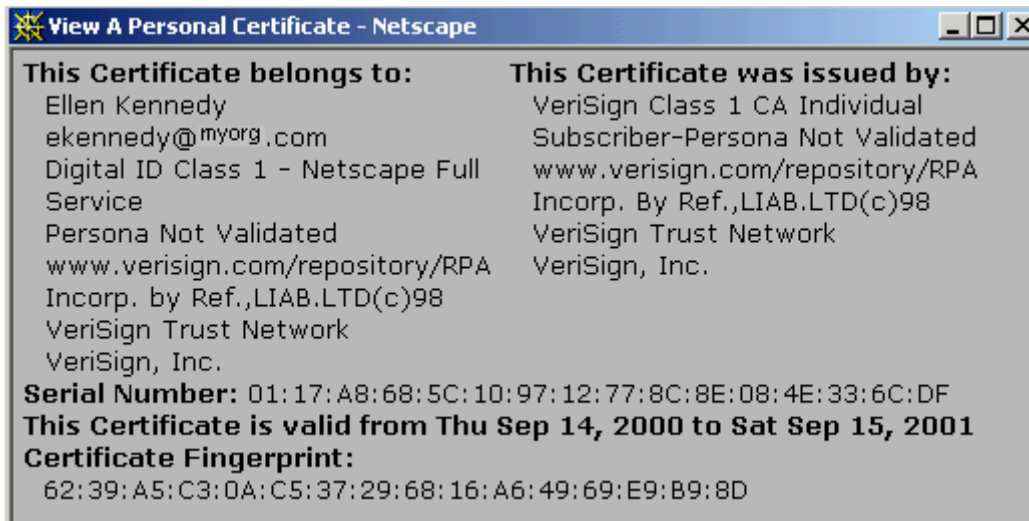 View A Personal Certificate - Netscape
This Certificate belongs to:
Ellen Kennedy
ekennedy@myorg.com
Digital ID Class 1 - Netscape Full
Service
Persona Not Validated
www.verisign.com/repository/RPA
Incorp. by Ref.,LIAB.LTD(c)98
VeriSign Trust Network
VeriSign, Inc.
This Certificate was issued by:
VeriSign Class 1 CA Individual
Subscriber-Persona Not Validated
www.verisign.com/repository/RPA
Incorp. By Ref.,LIAB.LTD(c)98
VeriSign Trust Network
VeriSign, Inc.
Serial Number: 01:17:A8:68:5C:10:97:12:77:8C:8E:08:4E:33:6C:DF
This Certificate is valid from Thu Sep 14, 2000 to Sat Sep 15, 2001
Certificate Fingerprint:
62:39:A5:C3:0A:C5:37:29:68:16:A6:49:69:E9:B9:8D